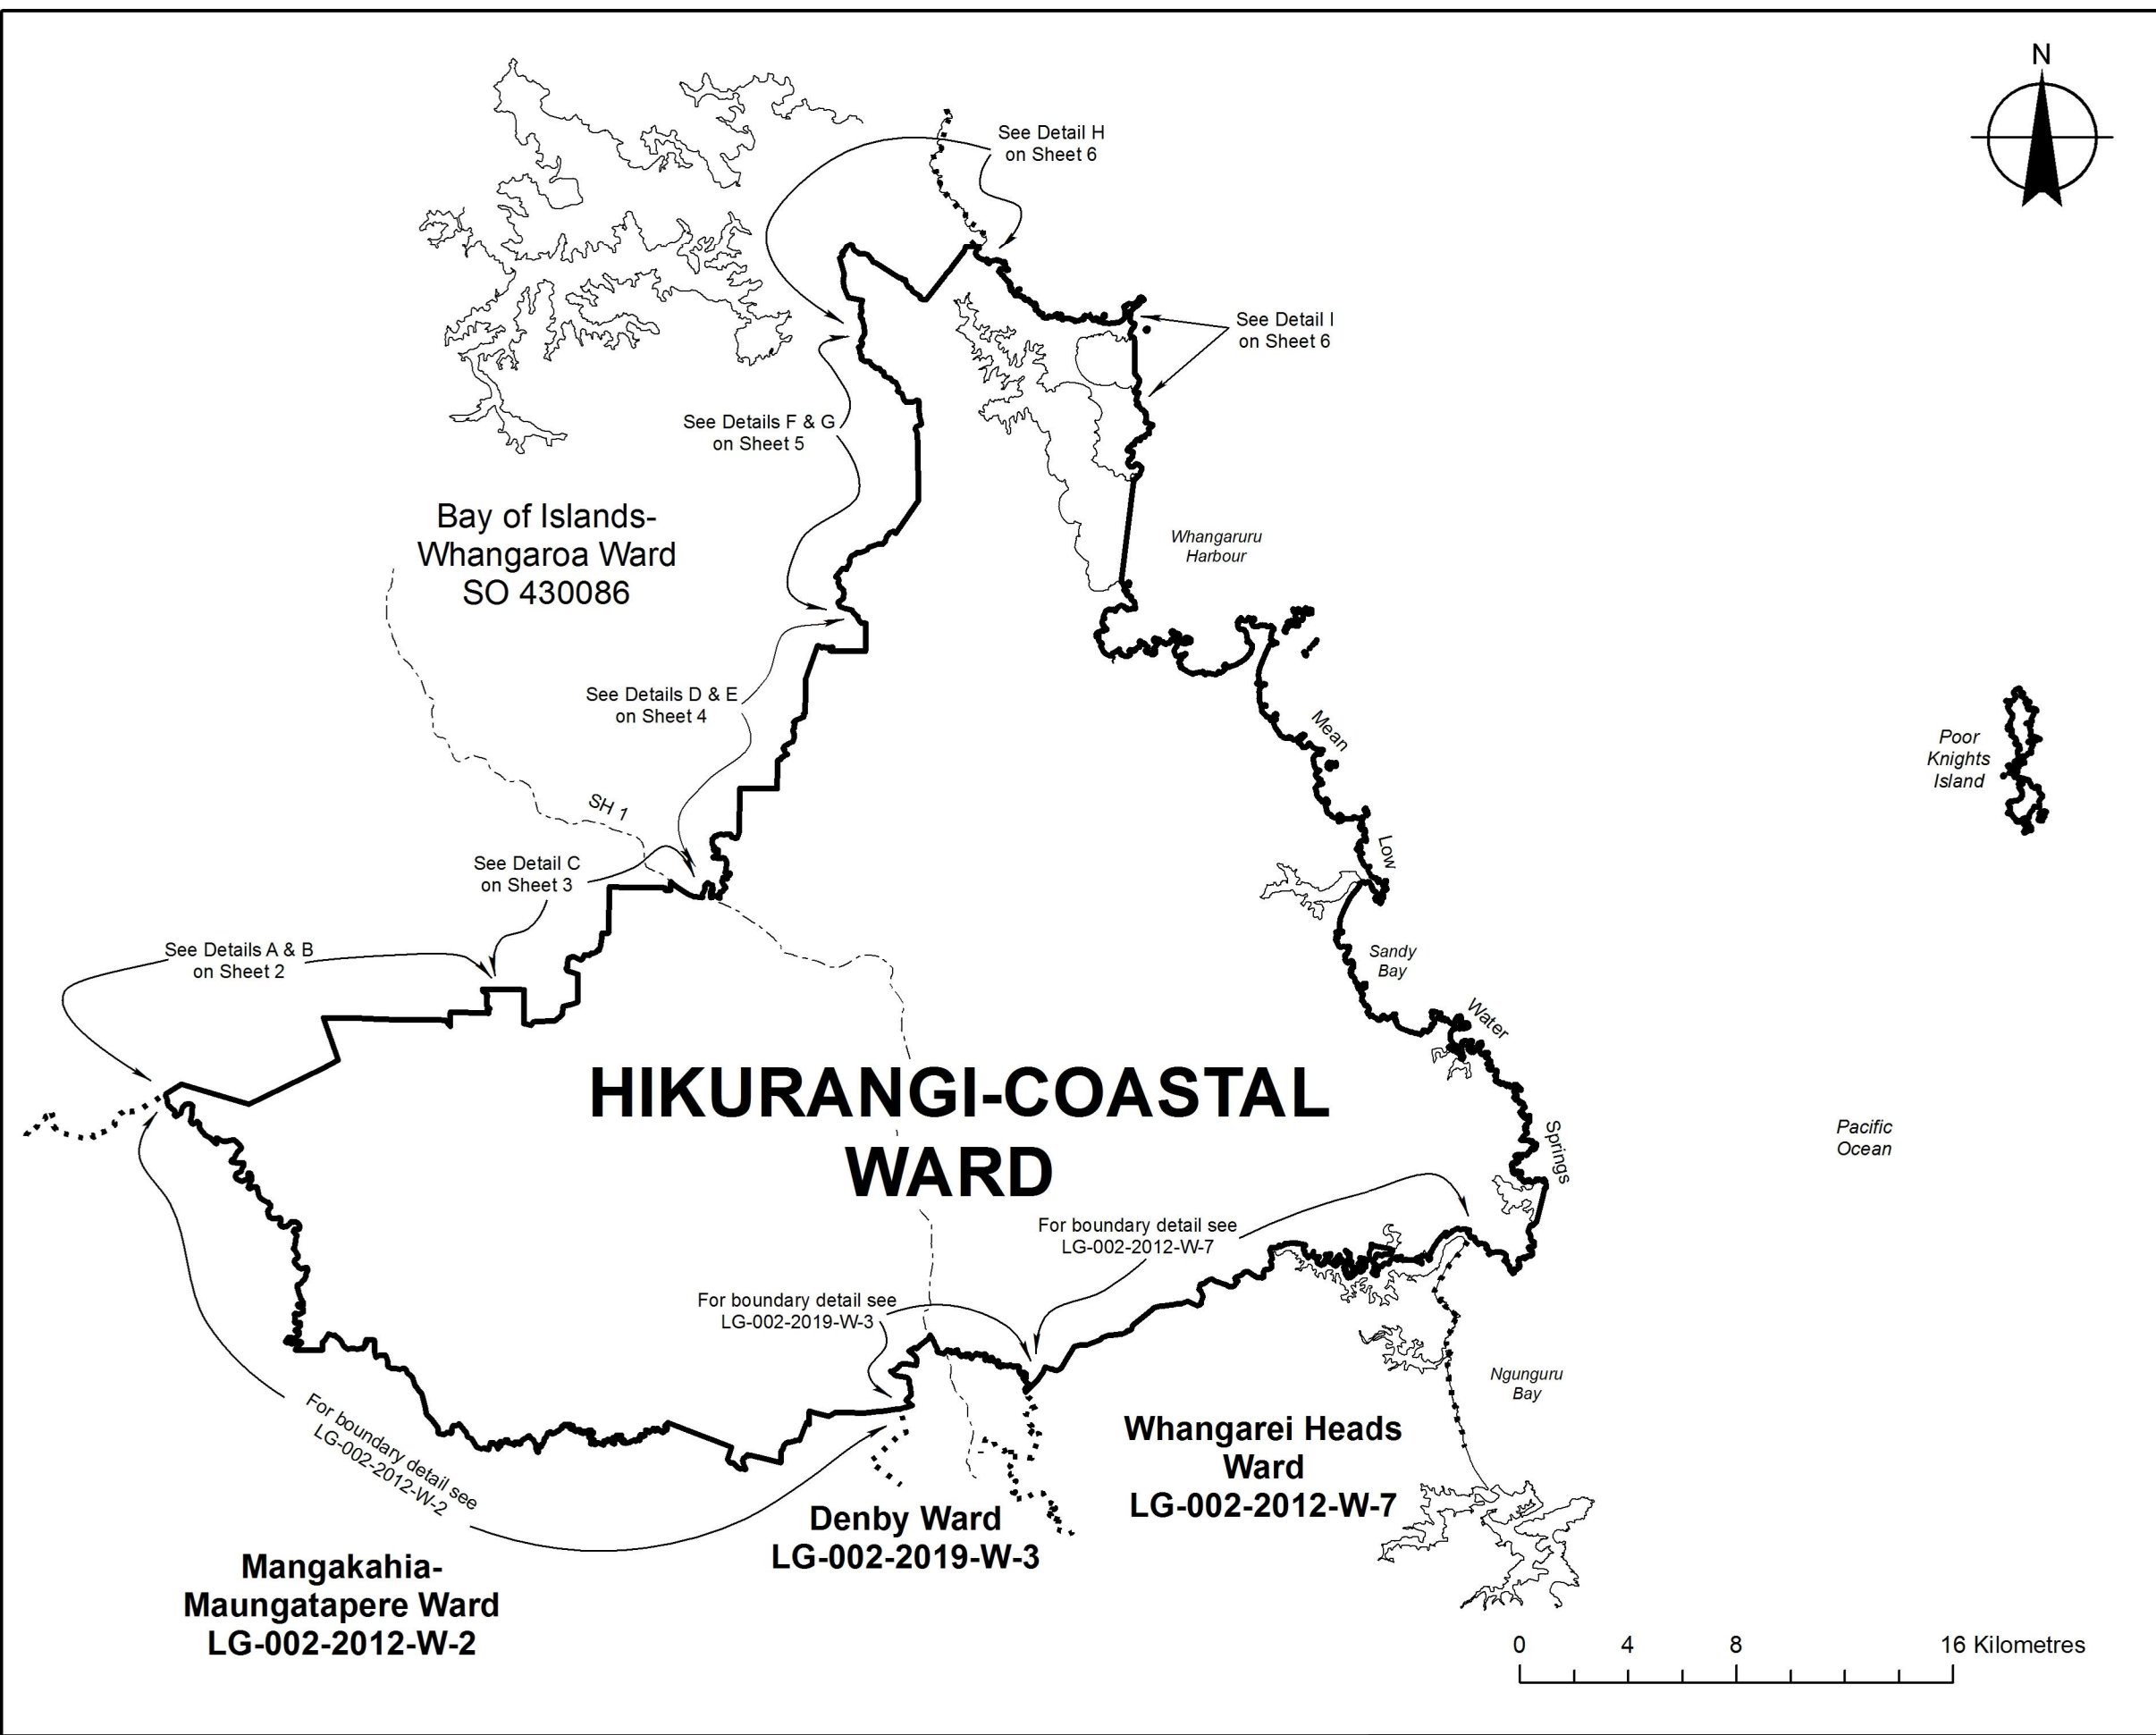 N
See Detail H
on Sheet 6
See Detail I
on Sheet 6
See Details F & G
on Sheet 5
Bay of Islands-
Whangaroa Ward
SO 430086
Whangaruru
Harbour
See Details D & E
on Sheet 4
Mean
Poor
Knights
Island
SH 1
Low
See Detail C
on Sheet 3
See Details A & B
on Sheet 2
Sandy
Bay
Water
HIKURANGI-COASTAL
WARD
Springs
Pacific
Ocean
For boundary detail see
LG-002-2012-W-7
For boundary detail see
LG-002-2019-W-3
Ngunguru
Bay
For boundary detail see
LG-002-2012-W-2
Whangarei Heads
Ward
LG-002-2012-W-7
Denby Ward
LG-002-2019-W-3
Mangakahia-
Maungatapere Ward
LG-002-2012-W-2
0 4 8 16 Kilometres